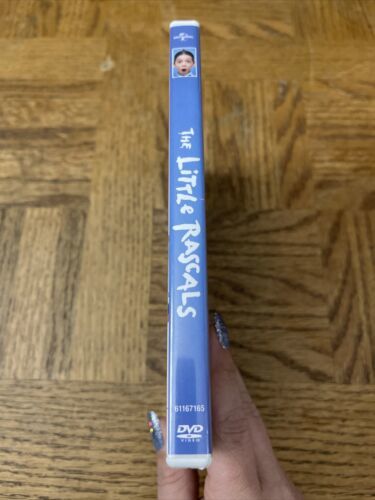 THE LITTLE RASCALS
61167165
DVD
VIDEO